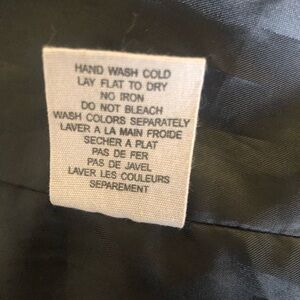 HAND WASH COLD
LAY FLAT TO DRY
NO IRON
DO NOT BLEACH
WASH COLORS SEPARATELY
LAVER A LA MAIN FROIDE
SECHER A PLAT
PAS DE FER
PAS DE JAVEL
LAVER LES COULEURS
SEPAREMENT